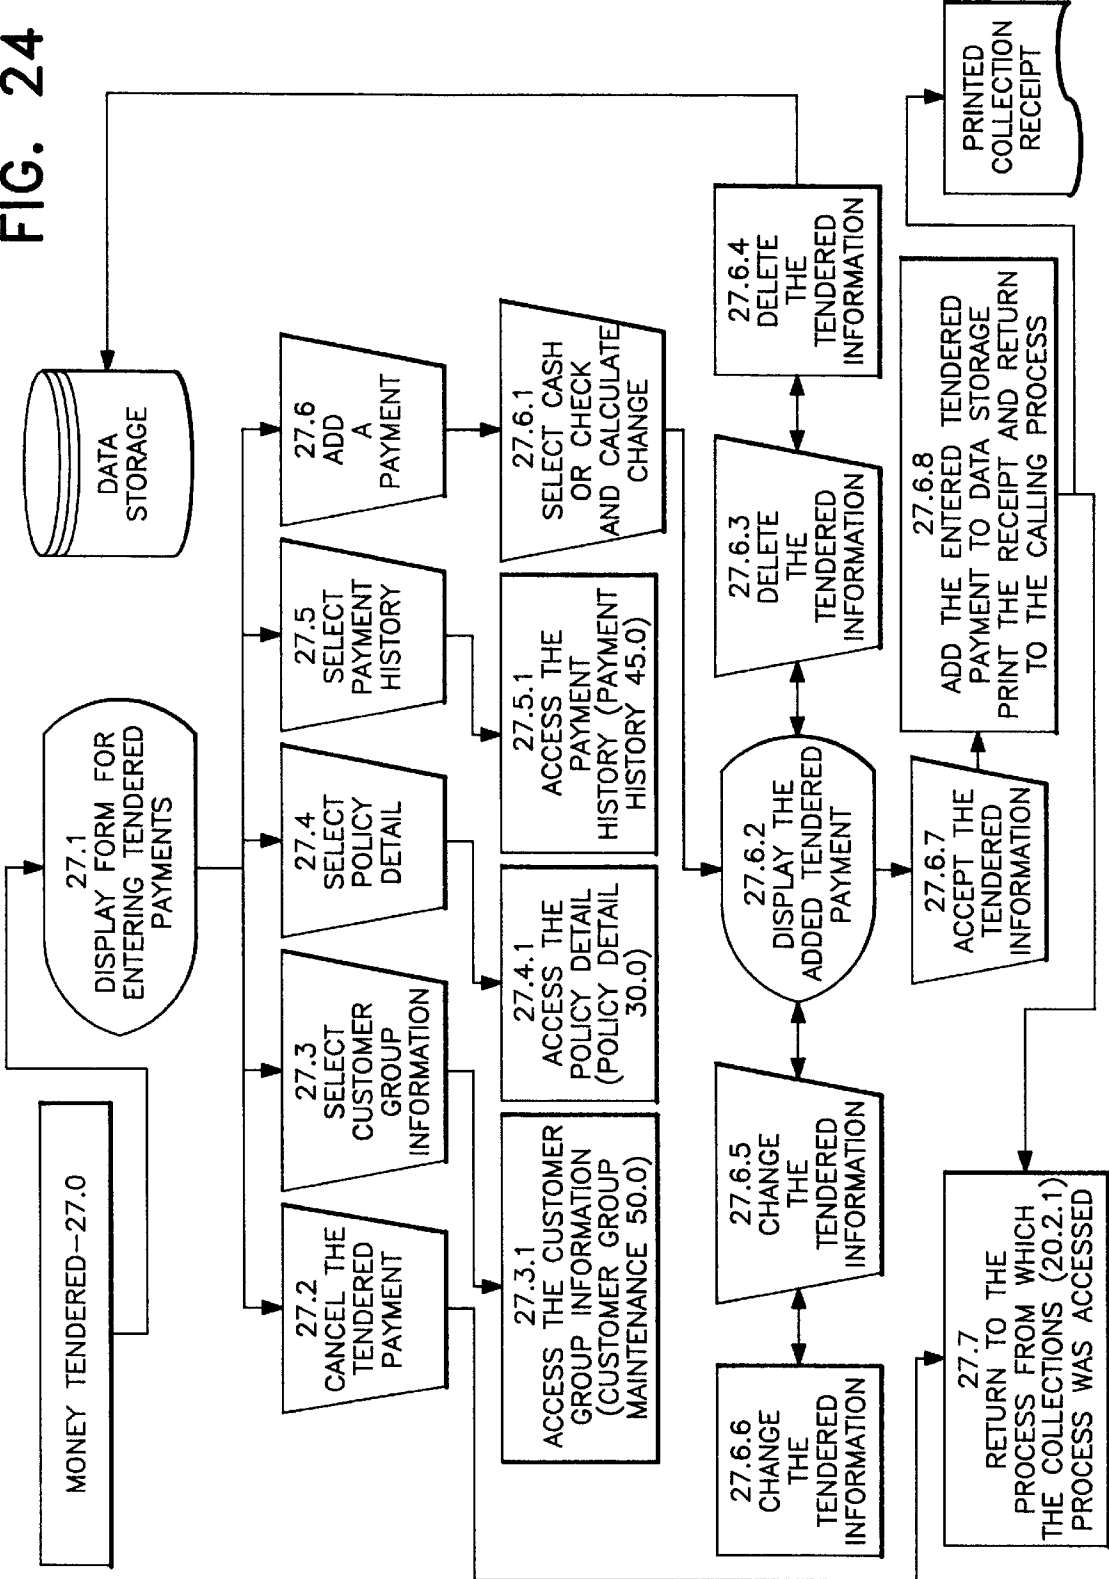 FIG. 24
MONEY TENDERED-27.0
27.1
DISPLAY FORM FOR
ENTERING TENDERED
PAYMENTS
DATA
STORAGE
27.2
CANCEL THE
TENDERED
PAYMENT
27.3
SELECT
CUSTOMER
GROUP
INFORMATION
27.4
SELECT
POLICY
DETAIL
27.5
SELECT
PAYMENT
HISTORY
27.6
ADD
A
PAYMENT
27.3.1
ACCESS THE CUSTOMER
GROUP INFORMATION
(CUSTOMER GROUP
MAINTENANCE 50.0)
27.4.1
ACCESS THE
POLICY DETAIL
(POLICY DETAIL
30.0)
27.5.1
ACCESS THE
PAYMENT
HISTORY (PAYMENT
HISTORY 45.0)
27.6.1
SELECT CASH
OR CHECK
AND CALCULATE
CHANGE
27.6.6
CHANGE
THE
TENDERED
INFORMATION
27.6.5
CHANGE
THE
TENDERED
INFORMATION
27.6.2
DISPLAY THE
ADDED TENDERED
PAYMENT
27.6.3
DELETE
THE
TENDERED
INFORMATION
27.6.4
DELETE
THE
TENDERED
INFORMATION
27.6.7
ACCEPT THE
TENDERED
INFORMATION
27.6.8
ADD THE ENTERED TENDERED
PAYMENT TO DATA STORAGE
PRINT THE RECEIPT AND RETURN
TO THE CALLING PROCESS
27.7
RETURN TO THE
PROCESS FROM WHICH
THE COLLECTIONS (20.2.1)
PROCESS WAS ACCESSED
PRINTED
COLLECTION
RECEIPT